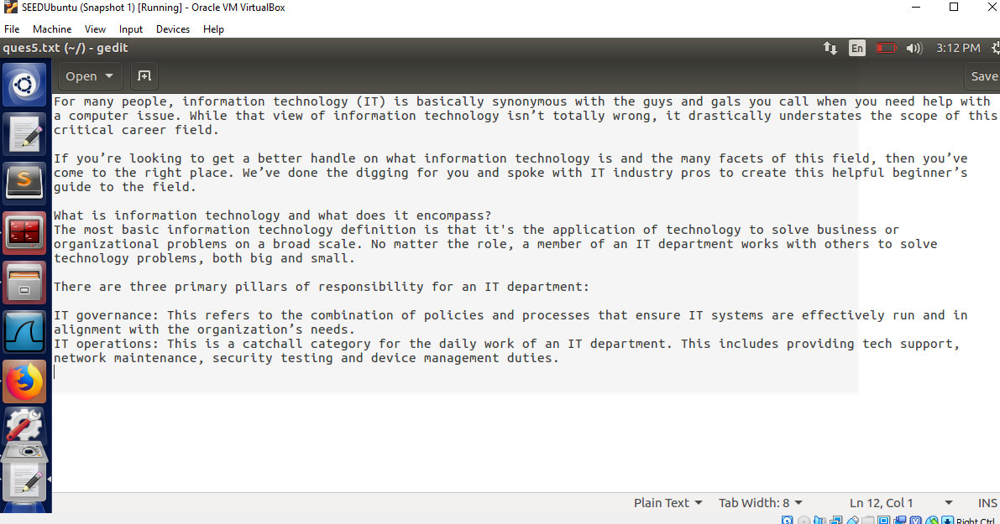 SEEDUbuntu (Snapshot 1) [Running] - Oracle VM VirtualBox
File Machine View Input Devices Help
ques5.txt (~/) - gedit En 3:12 PM
Open Save
For many people, information technology (IT) is basically synonymous with the guys and gals you call when you need help with
a computer issue. While that view of information technology isn’t totally wrong, it drastically understates the scope of this
critical career field.
If you’re looking to get a better handle on what information technology is and the many facets of this field, then you’ve
come to the right place. We’ve done the digging for you and spoke with IT industry pros to create this helpful beginner’s
guide to the field.
What is information technology and what does it encompass?
The most basic information technology definition is that it's the application of technology to solve business or
organizational problems on a broad scale. No matter the role, a member of an IT department works with others to solve
technology problems, both big and small.
There are three primary pillars of responsibility for an IT department:
IT governance: This refers to the combination of policies and processes that ensure IT systems are effectively run and in
alignment with the organization’s needs.
IT operations: This is a catchall category for the daily work of an IT department. This includes providing tech support,
network maintenance, security testing and device management duties.
Plain Text Tab Width: 8 Ln 12, Col 1 INS
Right Ctrl